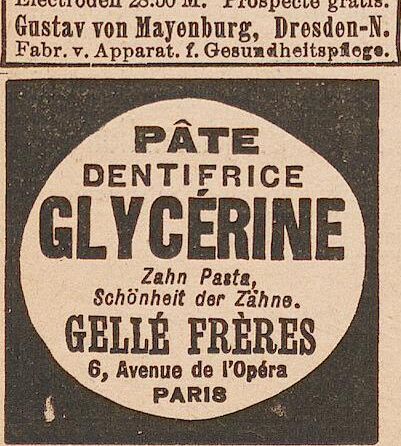 Electroden 28.50 M. Prospecte gratis.
Gustav von Mayenburg, Dresden-N.
Fabr. v. Apparat. f. Gesundheitspflege.
PÂTE
DENTIFRICE
GLYCÉRINE
Zahn Pasta,
Schönheit der Zähne.
GELLÉ FRÈRES
6, Avenue de l'Opéra
PARIS